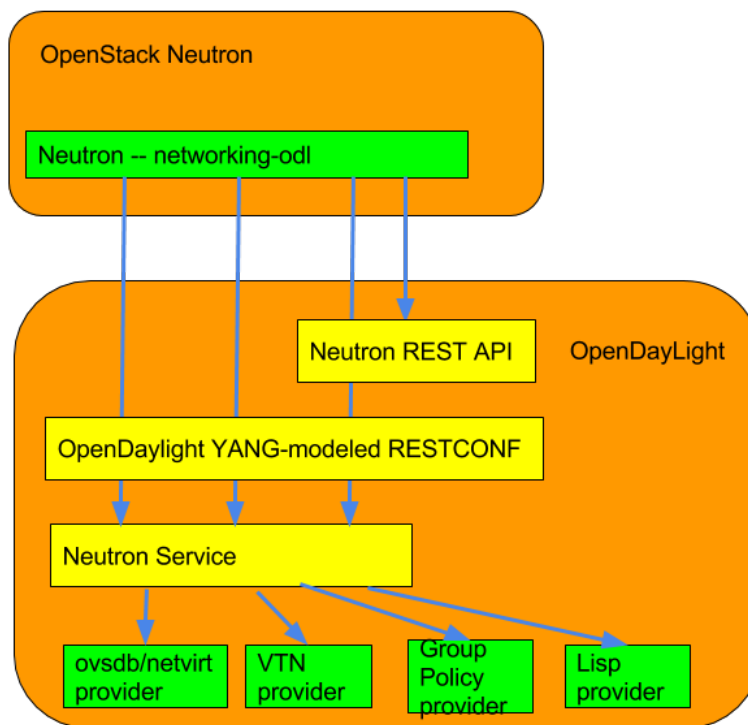 OpenStack Neutron
Neutron -- networking-odl
Neutron REST API
OpenDayLight
OpenDaylight YANG-modeled RESTCONF
Neutron Service
ovsdb/netvirt
provider
VTN
provider
Group
Policy
provider
Lisp
provider